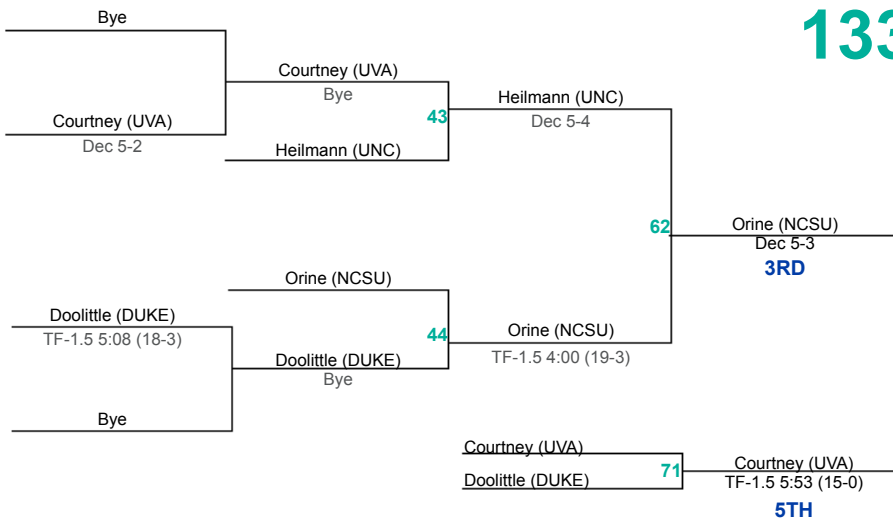 133
Bye
Courtney (UVA)
Dec 5-2
Courtney (UVA)
Bye
43
Heilmann (UNC)
Heilmann (UNC)
Dec 5-4
62
Orine (NCSU)
Dec 5-3
3RD
Orine (NCSU)
Doolittle (DUKE)
TF-1.5 5:08 (18-3)
44
Doolittle (DUKE)
Bye
Orine (NCSU)
TF-1.5 4:00 (19-3)
Bye
Courtney (UVA)
71
Doolittle (DUKE)
Courtney (UVA)
TF-1.5 5:53 (15-0)
5TH